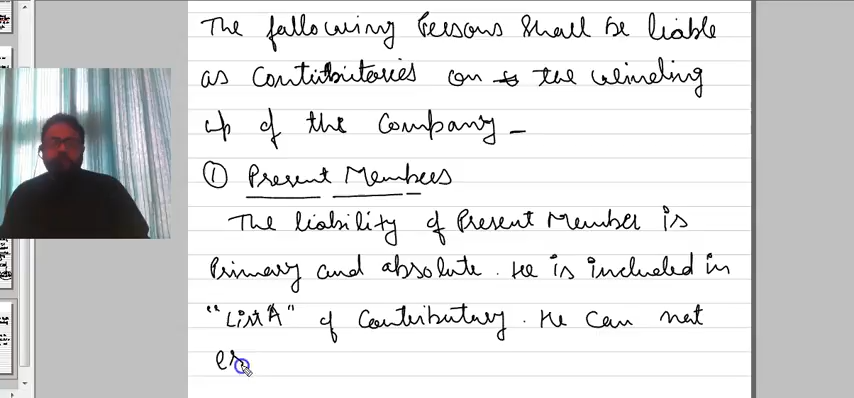 The following Persons Shall be liable
as Contributories on the winding
up of the Company -
① Present Members
The liability of Present Member is
Primary and absolute. He is included in
"List A" of Contributory. He Can not
es